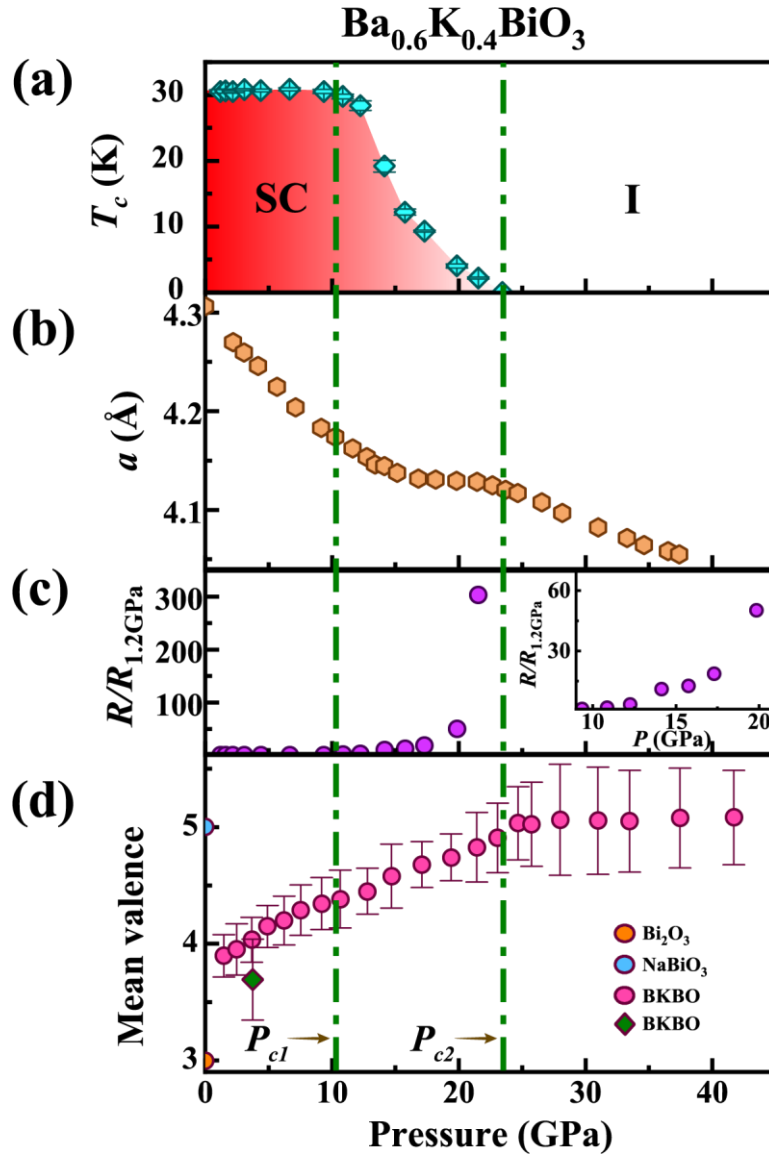 Ba0.6K0.4BiO3
(a)
30
20
10
0
Tc (K)
SC
I
(b)
4.3
4.2
4.1
a (Å)
(c)
300
200
100
R/R1.2GPa
60
30
R/R1.2GPa
10 15 20
P (GPa)
(d)
5
4
3
Mean valence
Bi2O3
NaBiO3
BKBO
BKBO
Pc1
Pc2
0 10 20 30 40
Pressure (GPa)